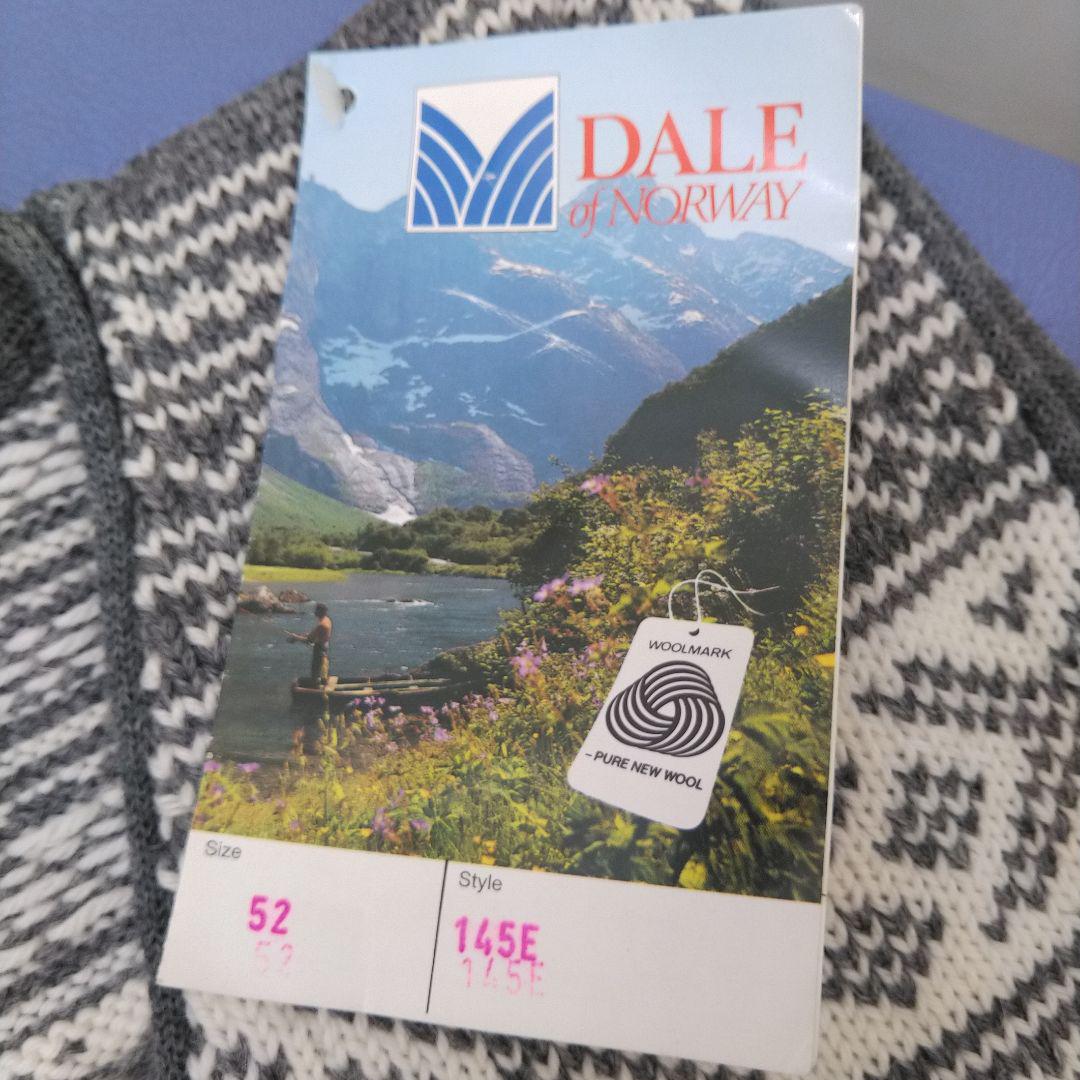 DALE
of NORWAY
WOOLMARK
-PURE NEW WOOL
Size
Style
52
52
145E
145E